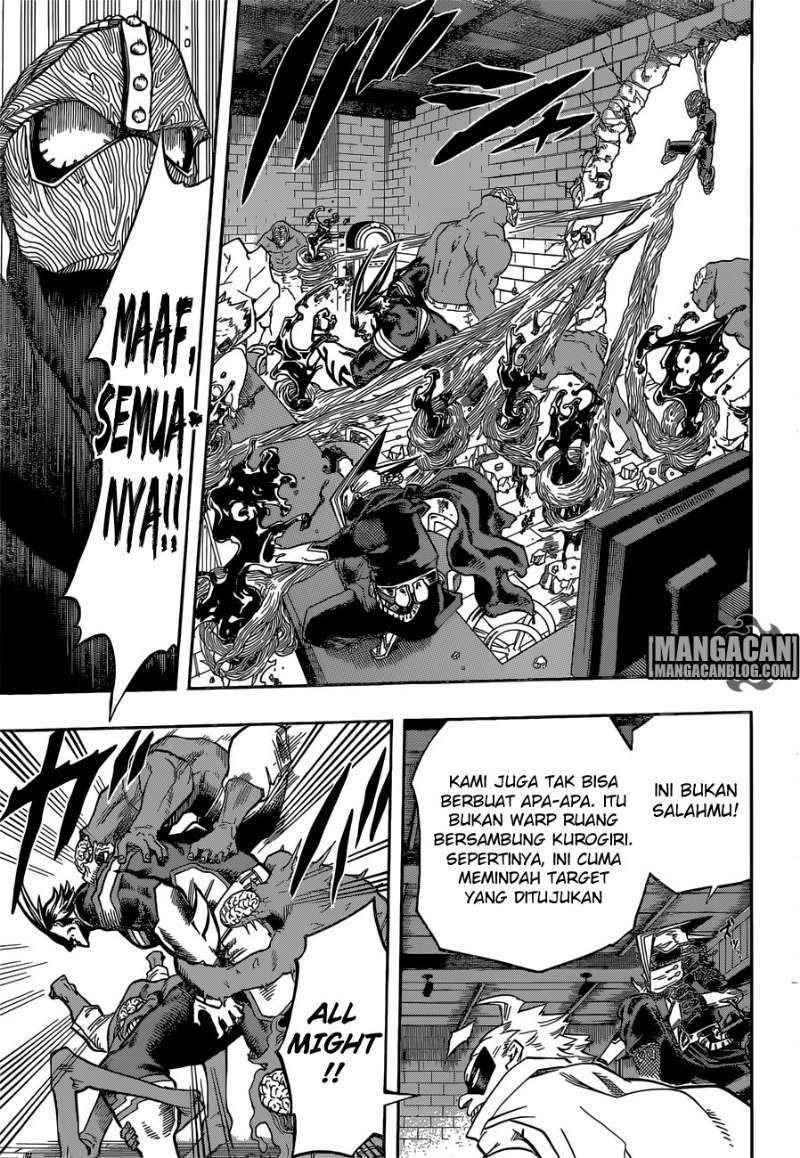 MAAF,
SEMUA
NYA!!
MANGACAN
MANGACANBLOG.COM
INI BUKAN
SALAHMU!
KAMI JUGA TAK BISA
BERBUAT APA-APA. ITU
BUKAN WARP RUANG
BERSAMBUNG KUROGIRI.
SEPERTINYA, INI CUMA
MEMINDAH TARGET
YANG DITUJUKAN
ALL
MIGHT
!!